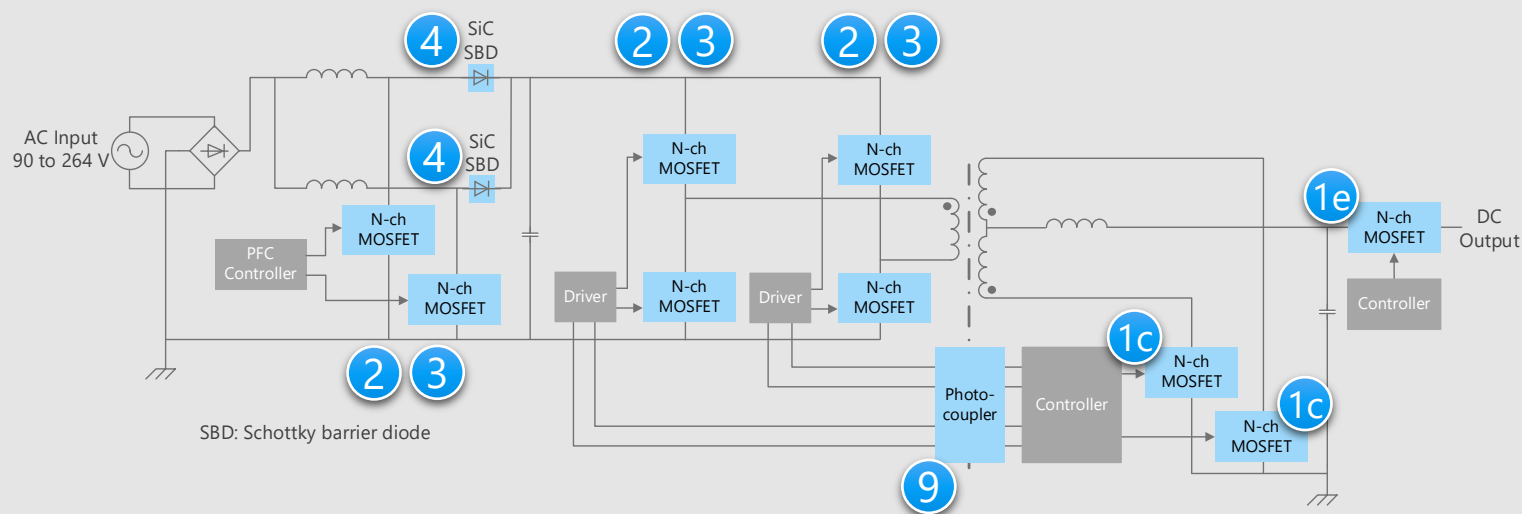 4
SiC
SBD
2
3
2
3
AC Input
90 to 264 V
4
SiC
SBD
N-ch
MOSFET
N-ch
MOSFET
1e
N-ch
MOSFET
DC
Output
N-ch
MOSFET
PFC
Controller
N-ch
MOSFET
Driver
N-ch
MOSFET
Driver
N-ch
MOSFET
Controller
2
3
1c
N-ch
MOSFET
Photo-
coupler
Controller
1c
N-ch
MOSFET
SBD: Schottky barrier diode
9